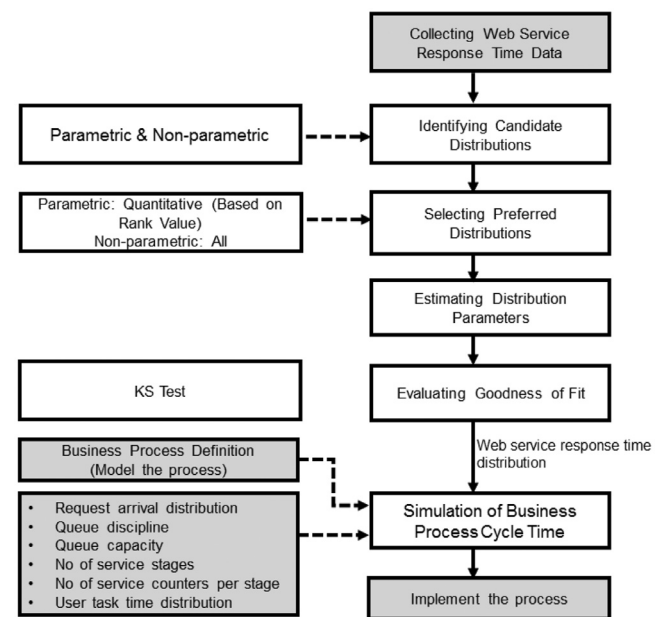 Collecting Web Service
Response Time Data
Parametric & Non-parametric
Identifying Candidate
Distributions
Parametric: Quantitative (Based on
Rank Value)
Non-parametric: All
Selecting Preferred
Distributions
Estimating Distribution
Parameters
KS Test
Evaluating Goodness of Fit
Web service response time
distribution
Business Process Definition
(Model the process)
• Request arrival distribution
• Queue discipline
• Queue capacity
• No of service stages
• No of service counters per stage
• User task time distribution
Simulation of Business
Process Cycle Time
Implement the process